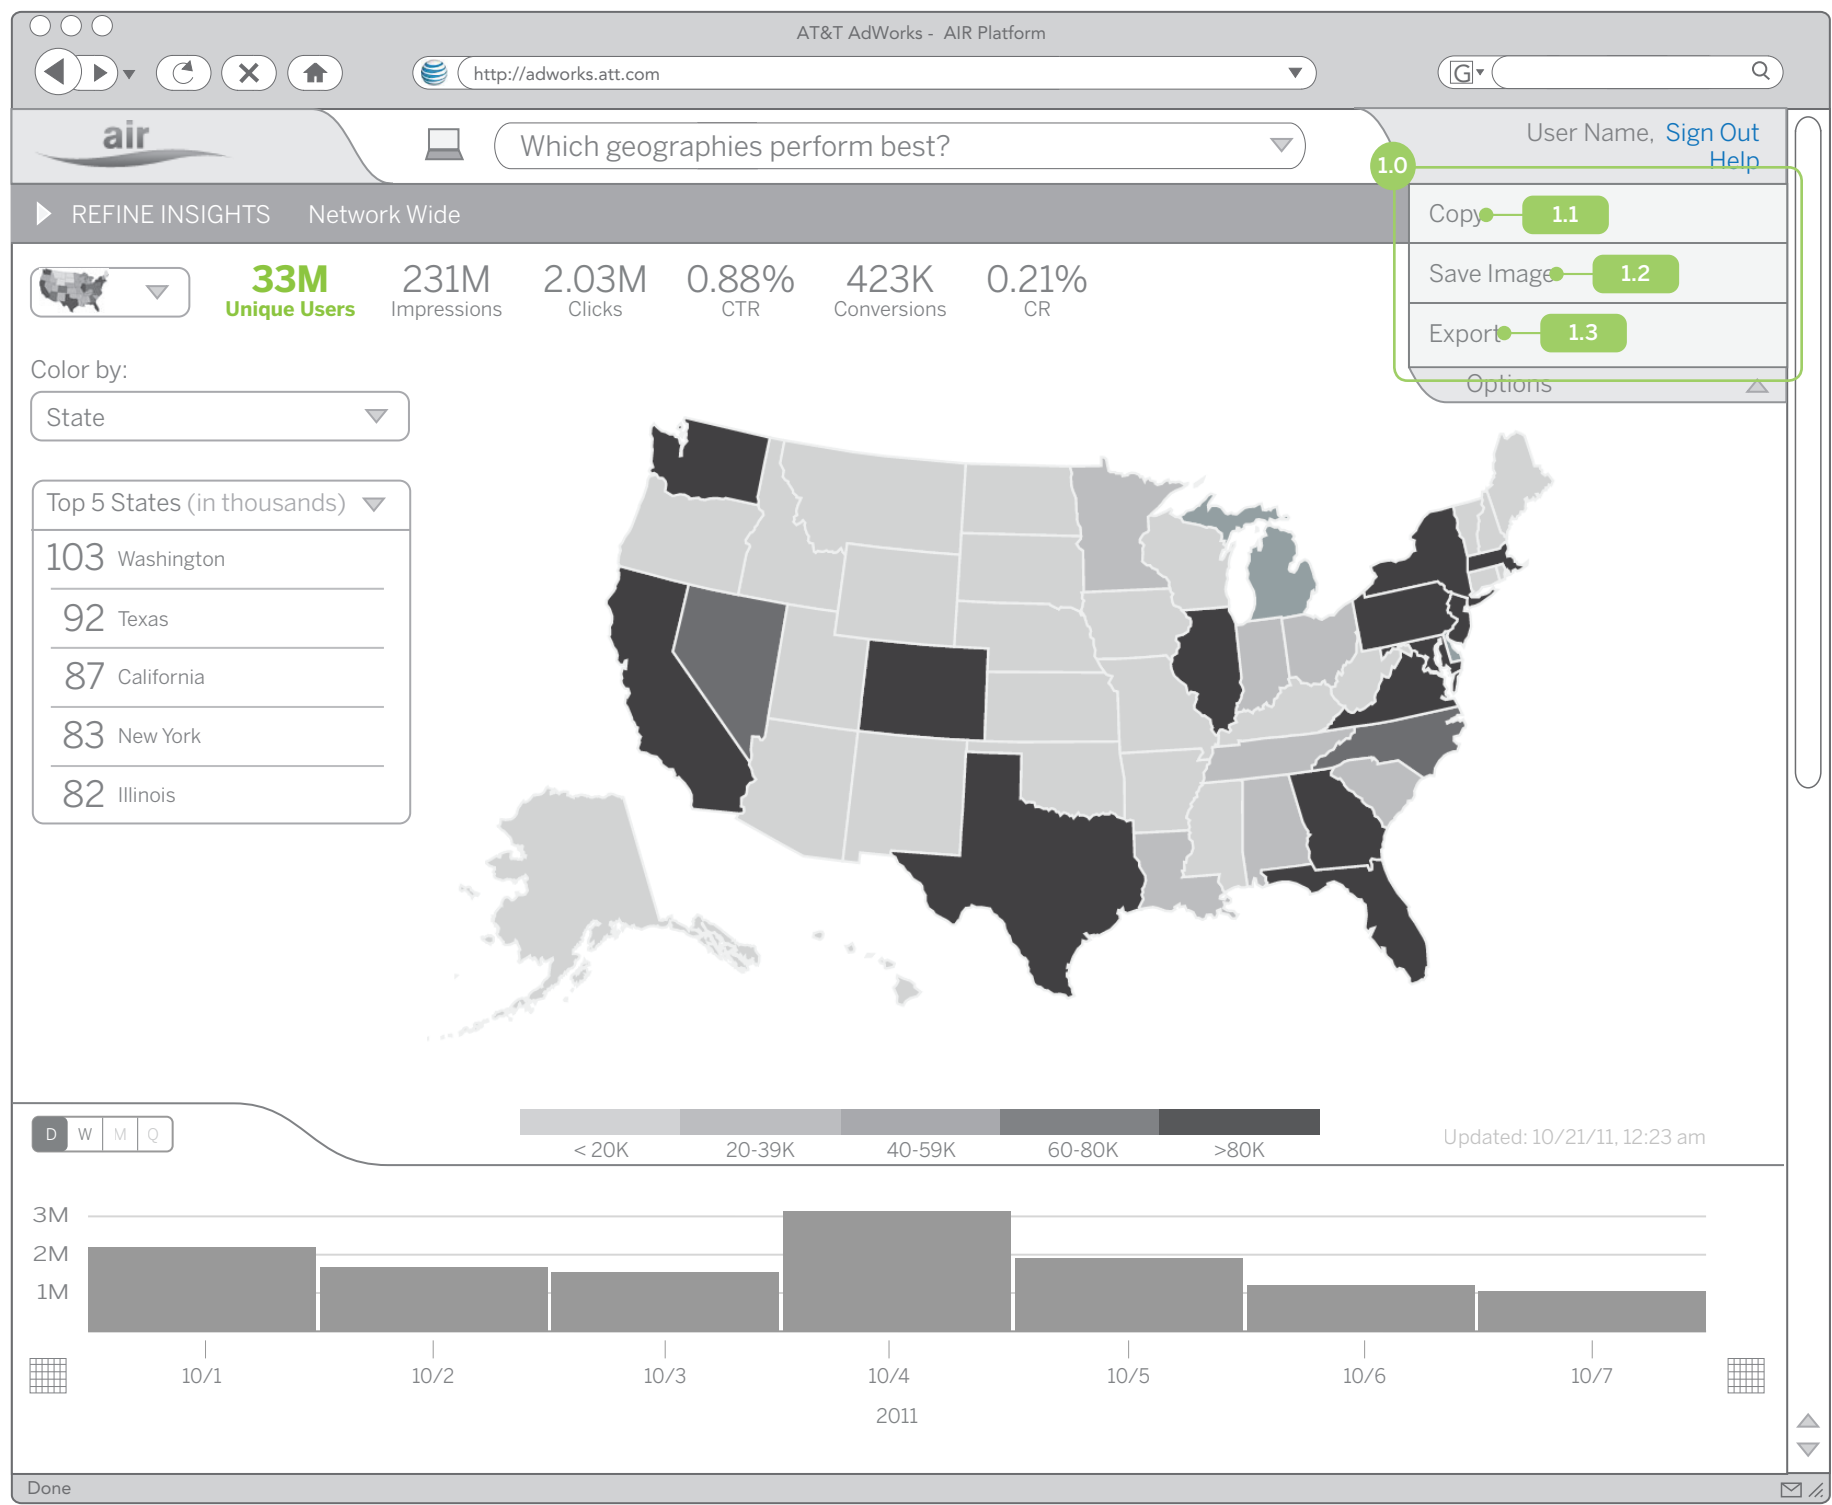 AT&T AdWorks - AIR Platform
http://adworks.att.com
G
air
Which geographies perform best?
User Name, Sign Out
Help
1.0
REFINE INSIGHTS Network Wide
Copy 1.1
Save Image 1.2
Export 1.3
Options
33M
Unique Users
231M
Impressions
2.03M
Clicks
0.88%
CTR
423K
Conversions
0.21%
CR
Color by:
State
Top 5 States (in thousands)
103 Washington
92 Texas
87 California
83 New York
82 Illinois
D W M Q
< 20K 20-39K 40-59K 60-80K >80K
Updated: 10/21/11, 12:23 am
3M
2M
1M
10/1 10/2 10/3 10/4 10/5 10/6 10/7
2011
Done